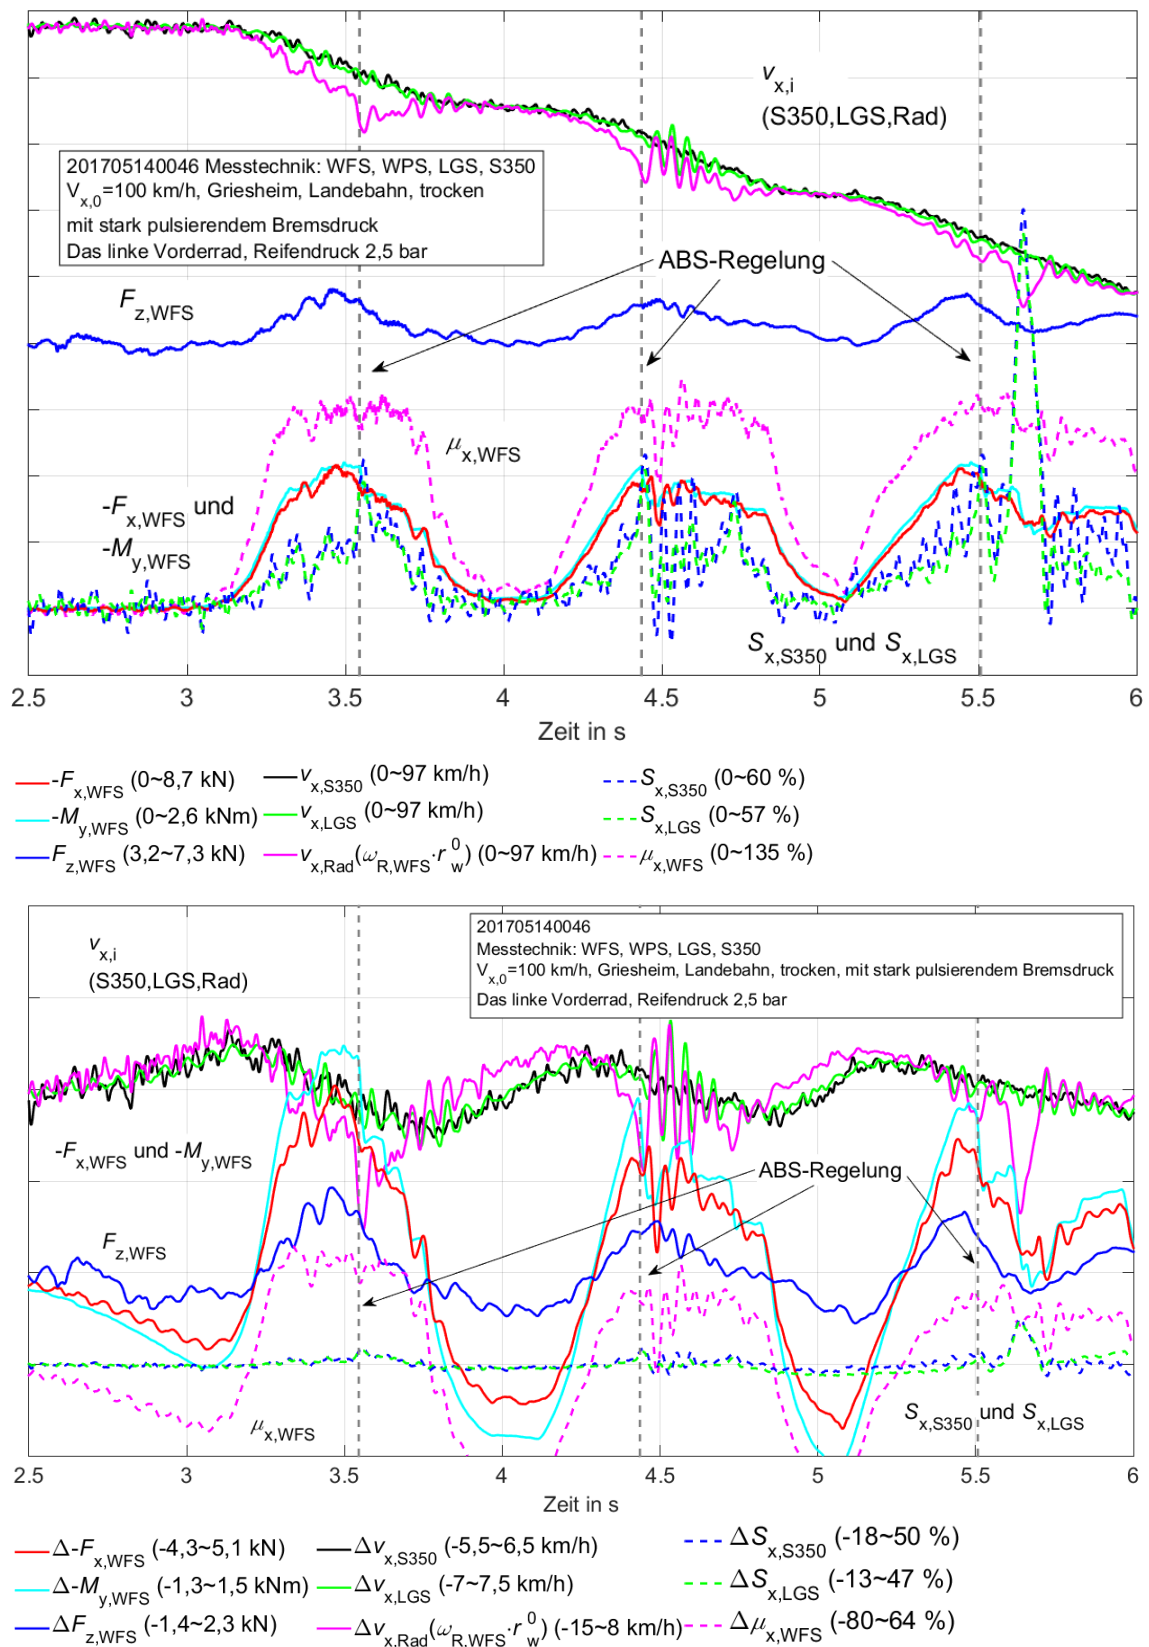 v x,i
(S350,LGS,Rad)
201705140046 Messtechnik: WFS, WPS, LGS, S350
V x,0=100 km/h, Griesheim, Landebahn, trocken
mit stark pulsierendem Bremsdruck
Das linke Vorderrad, Reifendruck 2,5 bar
ABS-Regelung
F z,WFS
μ x,WFS
-F x,WFS und
-M y,WFS
S x,S350 und S x,LGS
2.5 3 3.5 4 4.5 5 5.5 6
Zeit in s
-F x,WFS (0~8,7 kN) v x,S350 (0~97 km/h) S x,S350 (0~60 %)
-M y,WFS (0~2,6 kNm) v x,LGS (0~97 km/h) S x,LGS (0~57 %)
F z,WFS (3,2~7,3 kN) v x,Rad(ω R,WFS·r w 0) (0~97 km/h) μ x,WFS (0~135 %)
v x,i
(S350,LGS,Rad)
201705140046
Messtechnik: WFS, WPS, LGS, S350
V x,0=100 km/h, Griesheim, Landebahn, trocken, mit stark pulsierendem Bremsdruck
Das linke Vorderrad, Reifendruck 2,5 bar
-F x,WFS und -M y,WFS
ABS-Regelung
F z,WFS
μ x,WFS
S x,S350 und S x,LGS
2.5 3 3.5 4 4.5 5 5.5 6
Zeit in s
Δ-F x,WFS (-4,3~5,1 kN) Δv x,S350 (-5,5~6,5 km/h) ΔS x,S350 (-18~50 %)
Δ-M y,WFS (-1,3~1,5 kNm) Δv x,LGS (-7~7,5 km/h) ΔS x,LGS (-13~47 %)
ΔF z,WFS (-1,4~2,3 kN) Δv x,Rad(ω R,WFS·r w 0) (-15~8 km/h) Δμ x,WFS (-80~64 %)